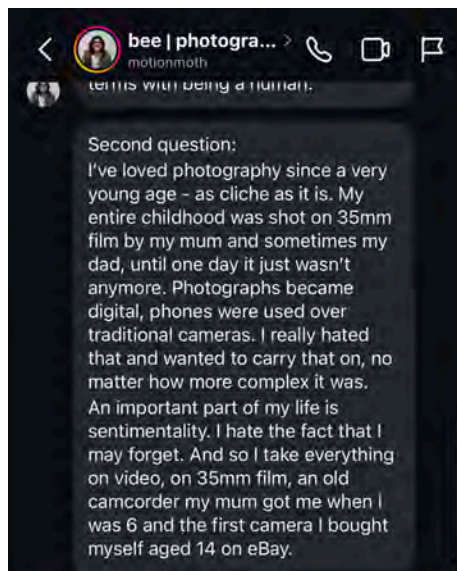 bee | photogra... >
motionmoth
terms with being a human.
Second question:
I've loved photography since a very
young age - as cliche as it is. My
entire childhood was shot on 35mm
film by my mum and sometimes my
dad, until one day it just wasn't
anymore. Photographs became
digital, phones were used over
traditional cameras. I really hated
that and wanted to carry that on, no
matter how more complex it was.
An important part of my life is
sentimentality. I hate the fact that I
may forget. And so I take everything
on video, on 35mm film, an old
camcorder my mum got me when i
was 6 and the first camera I bought
myself aged 14 on eBay.